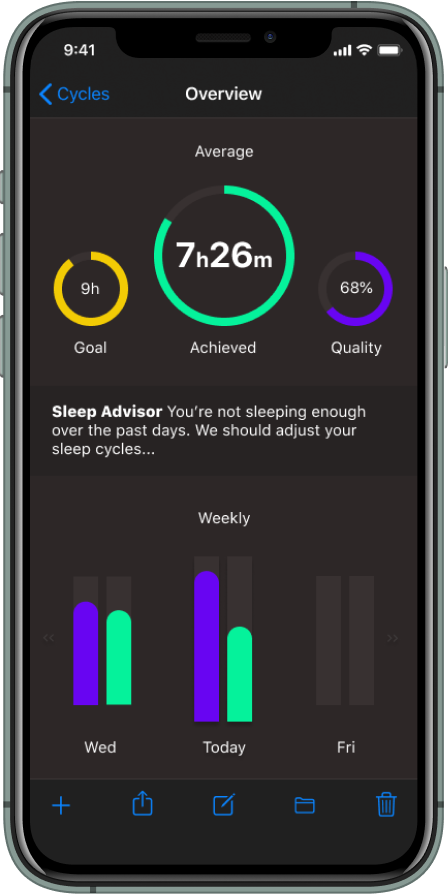 9:41
Cycles
Overview
Average
7h26m
9h
68%
Goal
Achieved
Quality
Sleep Advisor You’re not sleeping enough
over the past days. We should adjust your
sleep cycles...
Weekly
Wed
Today
Fri